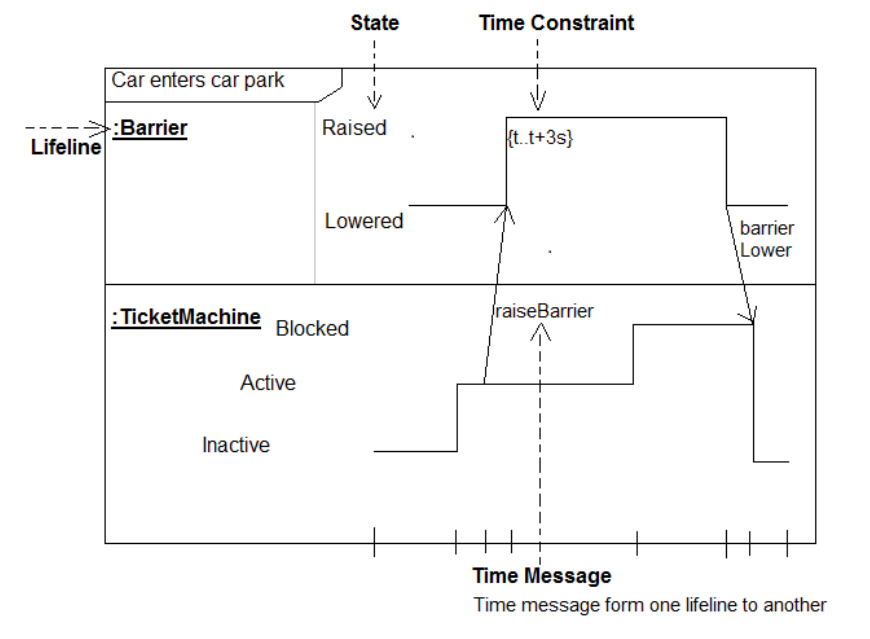 State
Time Constraint
Car enters car park
Lifeline
:Barrier
Raised
{t..t+3s}
Lowered
barrier
Lower
:TicketMachine
Blocked
raiseBarrier
Active
Inactive
Time Message
Time message form one lifeline to another